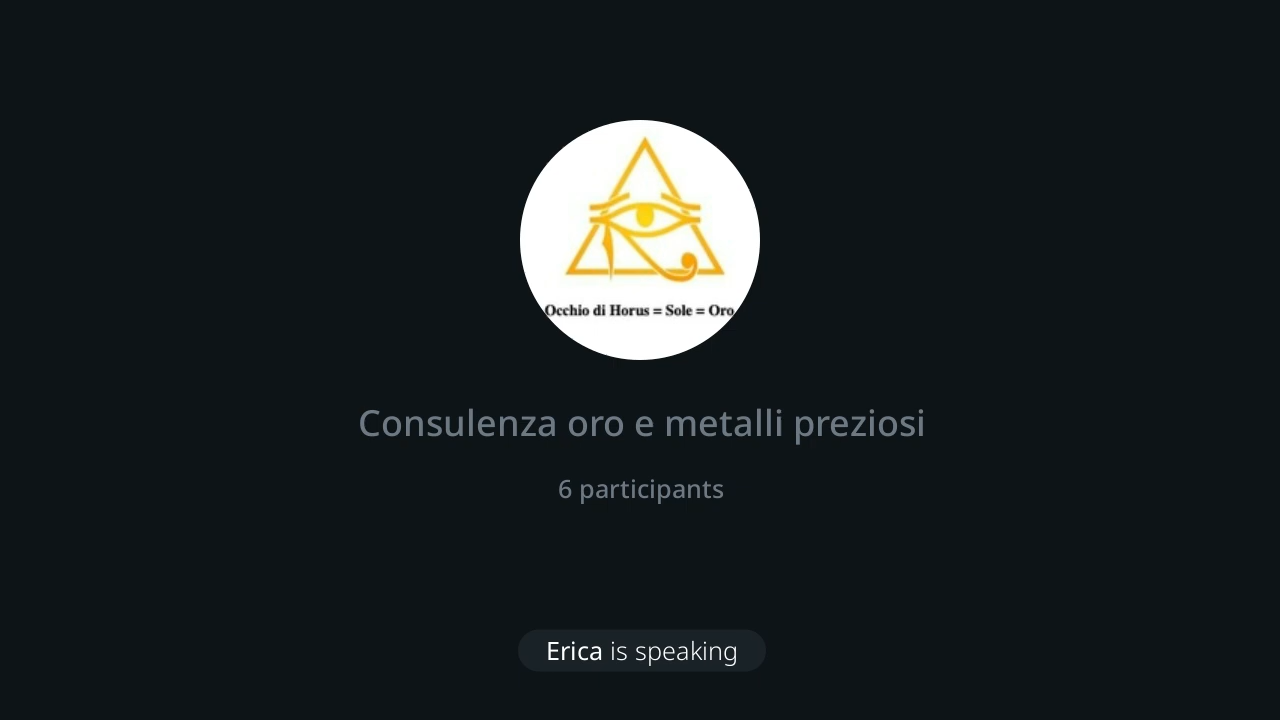 Occhio di Horus = Sole = Oro
Consulenza oro e metalli preziosi
6 participants
Erica is speaking